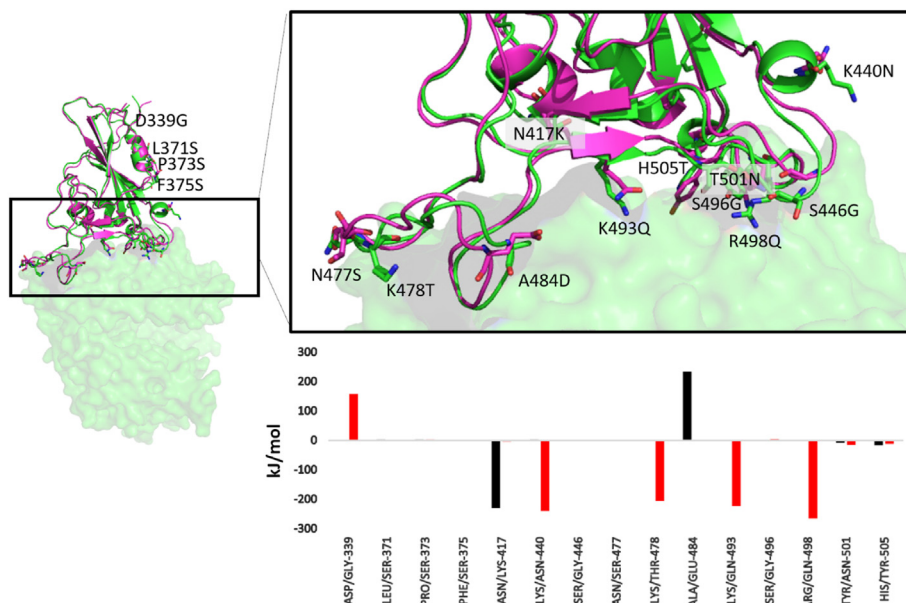 D339G
L371S
P373S
F375S
K440N
N417K
H505T
T501N
S496G
S446G
K493Q
R498Q
N477S
A484D
K478T
300
200
100
0
-100
-200
-300
kJ/mol
ASP/GLY-339
LEU/SER-371
PRO/SER-373
PHE/SER-375
ASN/LYS-417
LYS/ASN-440
SER/GLY-446
ASN/SER-477
LYS/THR-478
ALA/GLU-484
LYS/GLN-493
SER/GLY-496
ARG/GLN-498
TYR/ASN-501
HIS/TYR-505